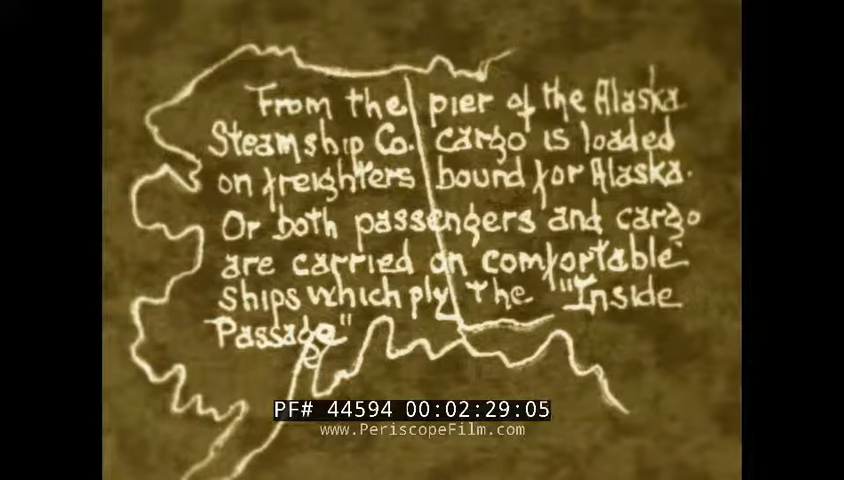 From the pier of the Alaska
Steamship Co. cargo is loaded
on freighters bound for Alaska.
Or both passengers and cargo
are carried on comfortable
ships which ply the "Inside
Passage"
PF# 44594 00:02:29:05
www.PeriscopeFilm.com